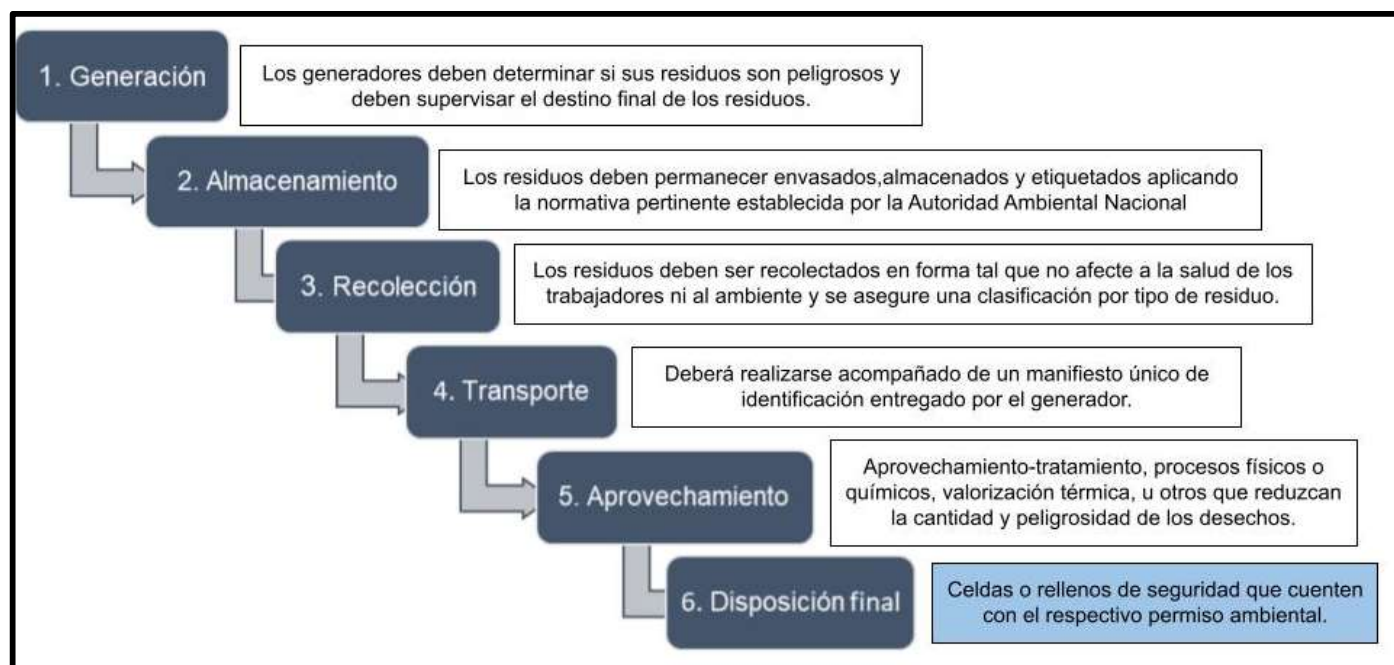 1. Generación
Los generadores deben determinar si sus residuos son peligrosos y
deben supervisar el destino final de los residuos.
2. Almacenamiento
Los residuos deben permanecer envasados,almacenados y etiquetados aplicando
la normativa pertinente establecida por la Autoridad Ambiental Nacional
3. Recolección
Los residuos deben ser recolectados en forma tal que no afecte a la salud de los
trabajadores ni al ambiente y se asegure una clasificación por tipo de residuo.
4. Transporte
Deberá realizarse acompañado de un manifiesto único de
identificación entregado por el generador.
5. Aprovechamiento
Aprovechamiento-tratamiento, procesos físicos o
químicos, valorización térmica, u otros que reduzcan
la cantidad y peligrosidad de los desechos.
6. Disposición final
Celdas o rellenos de seguridad que cuenten
con el respectivo permiso ambiental.